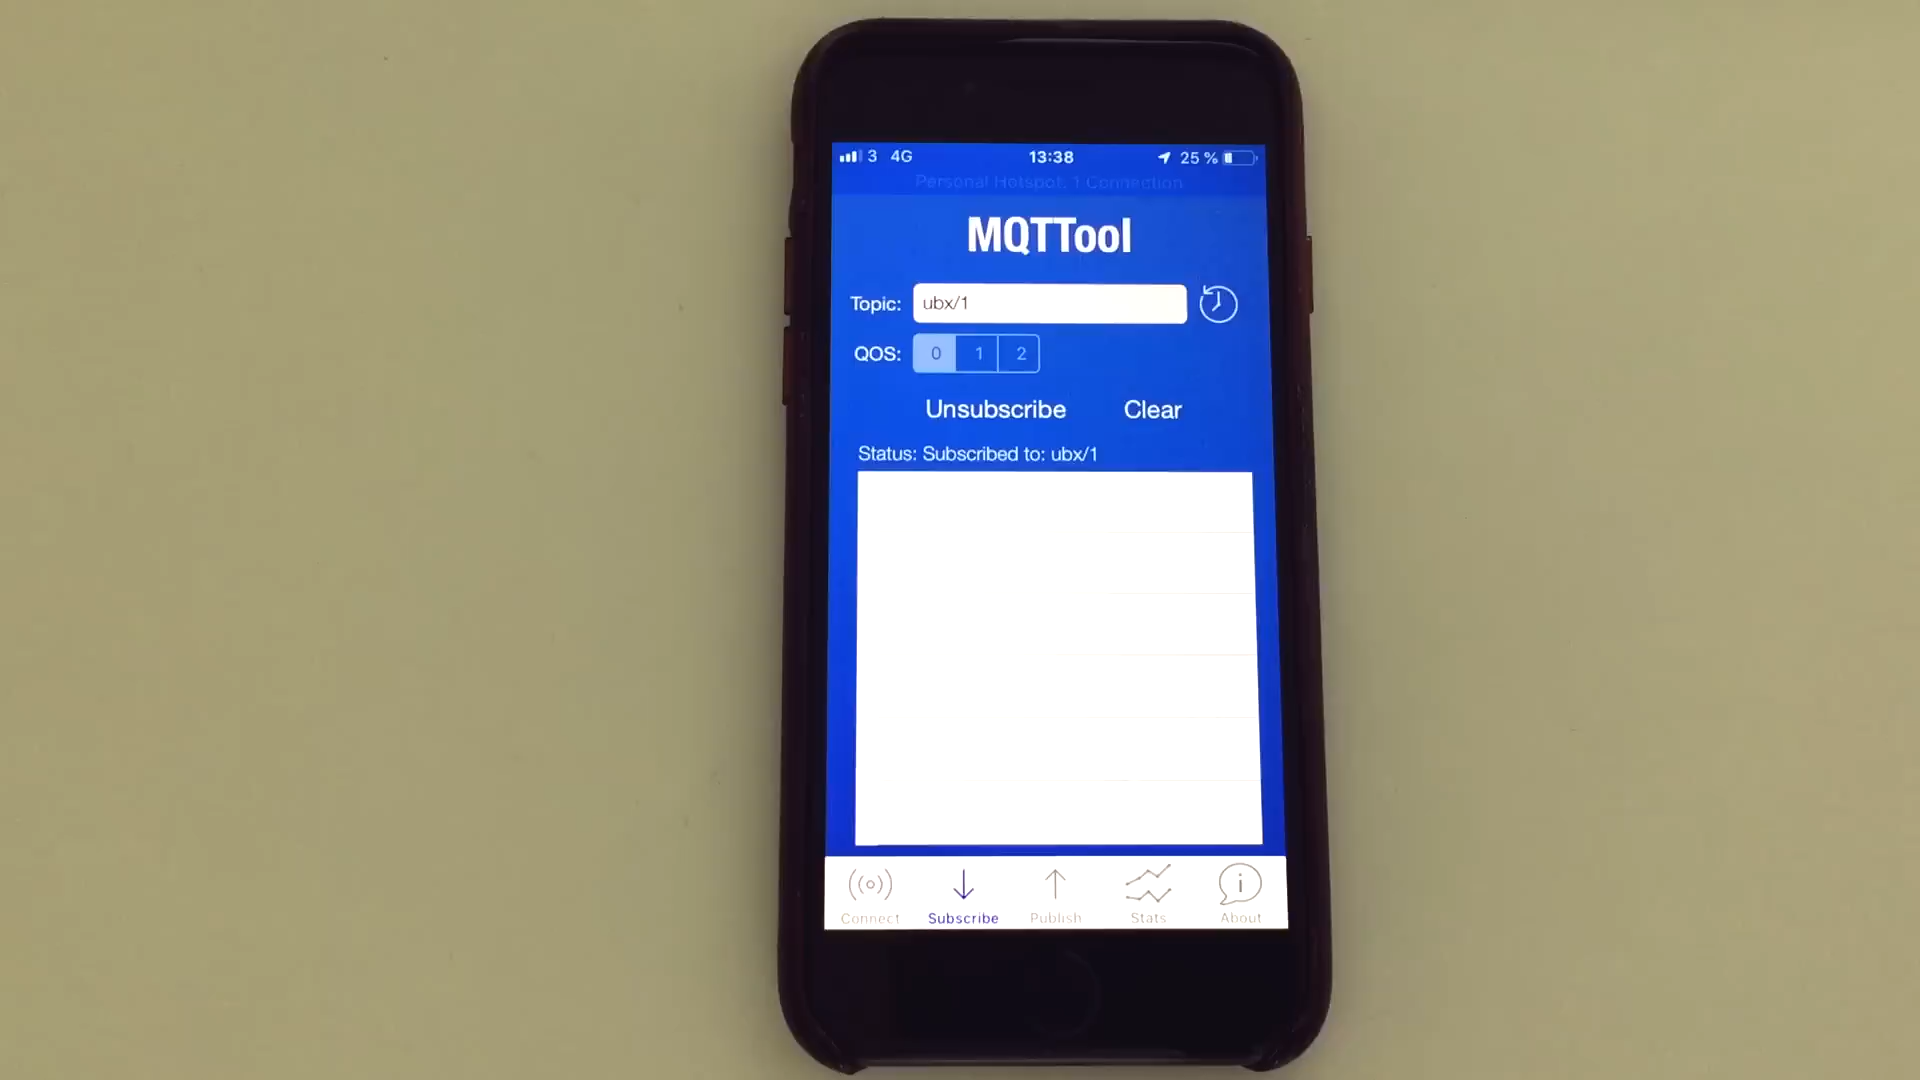 3 4G 13:38 25 %
Personal Hotspot: 1 Connection
MQTTool
Topic: ubx/1
QOS: 0 1 2
Unsubscribe Clear
Status: Subscribed to: ubx/1
Connect Subscribe Publish Stats About